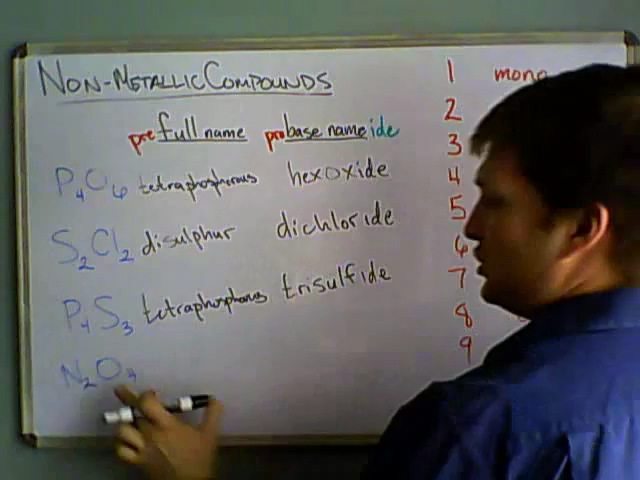 NON-METALLIC COMPOUNDS
pre full name pro base name ide
P4O6 tetraphosphorus hexoxide
S2Cl2 disulphur dichloride
P4S3 tetraphosphorus trisulfide
N2O3
1 mono
2
3
4
5
6
7
8
9